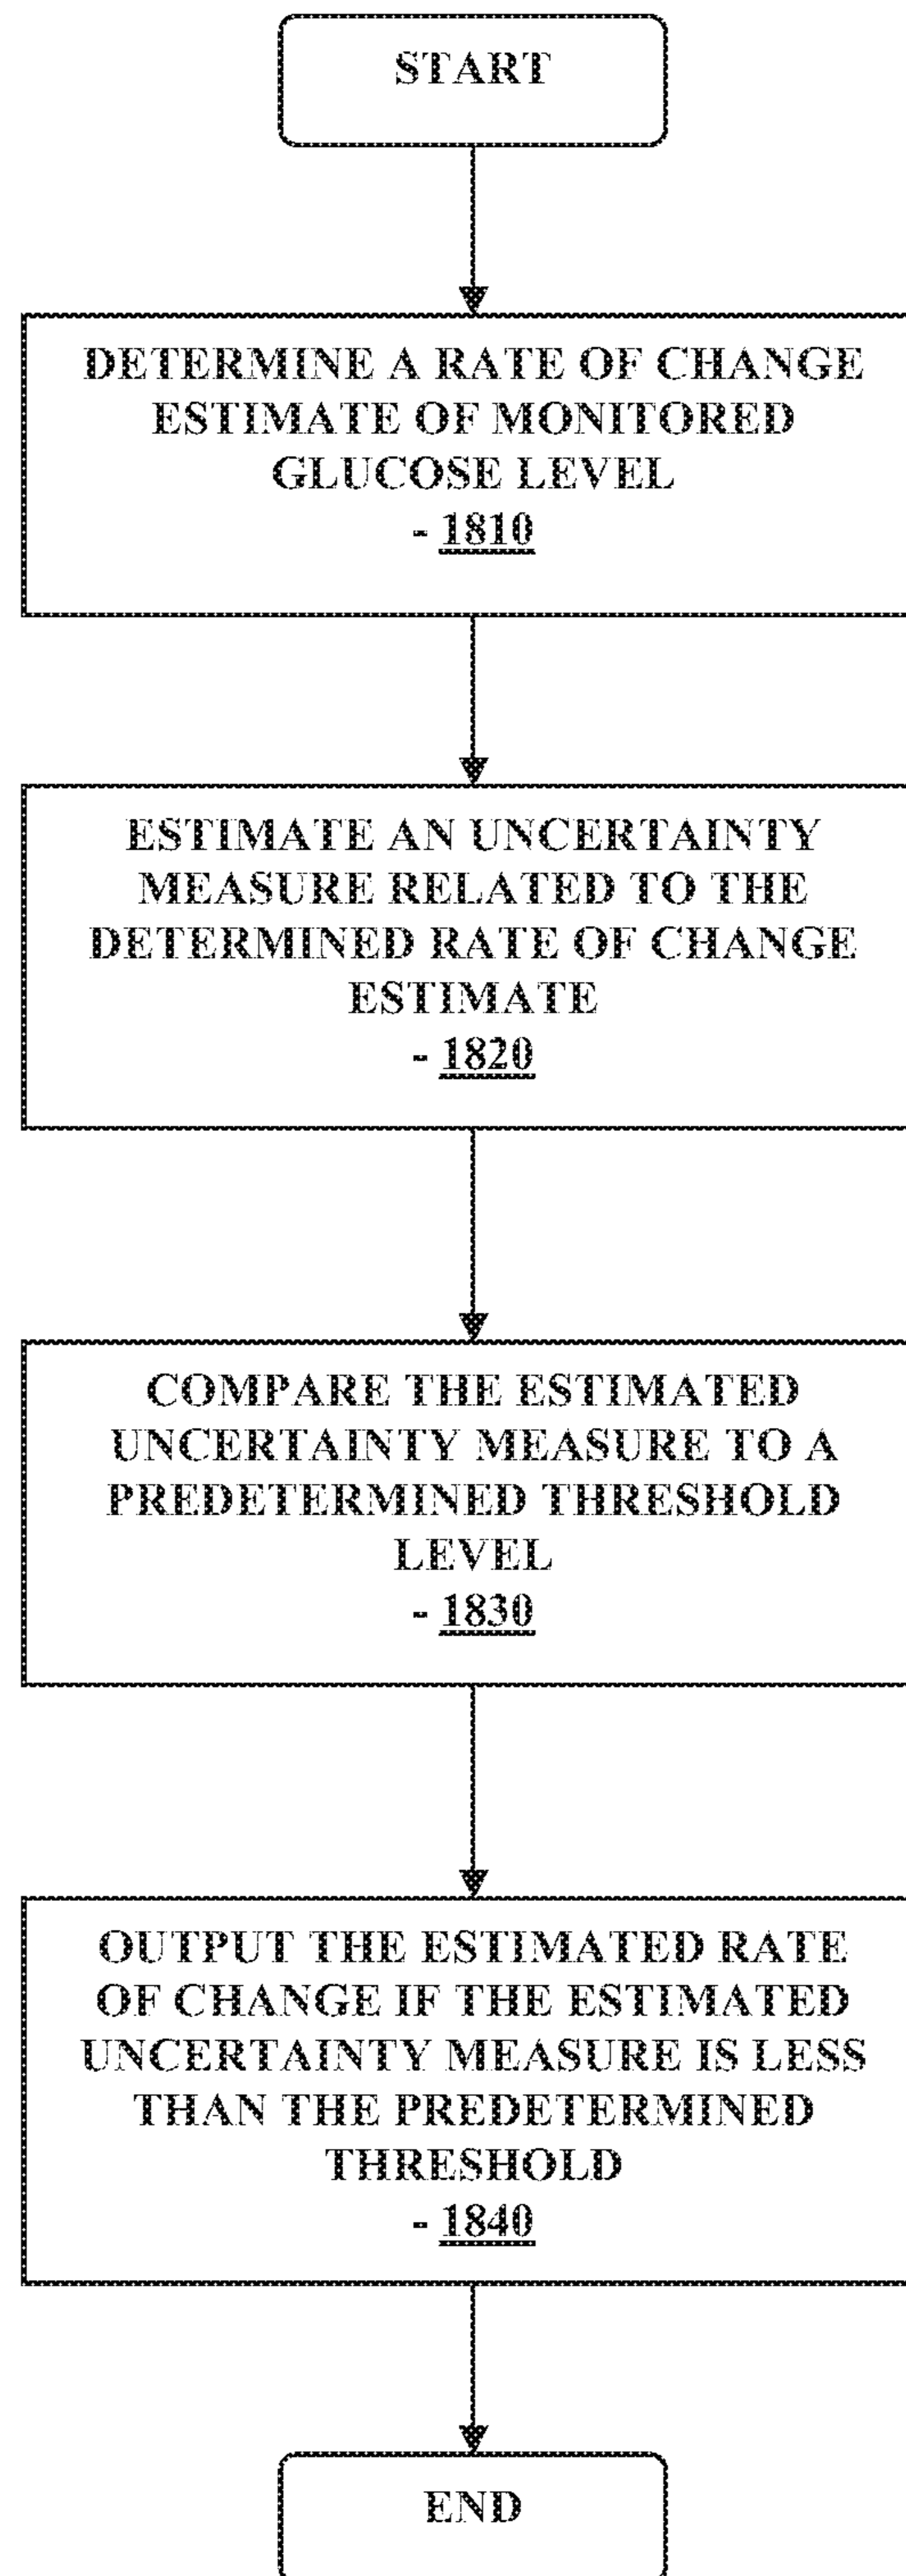 START
DETERMINE A RATE OF CHANGE
ESTIMATE OF MONITORED
GLUCOSE LEVEL
- 1810
ESTIMATE AN UNCERTAINTY
MEASURE RELATED TO THE
DETERMINED RATE OF CHANGE
ESTIMATE
- 1820
COMPARE THE ESTIMATED
UNCERTAINTY MEASURE TO A
PREDETERMINED THRESHOLD
LEVEL
- 1830
OUTPUT THE ESTIMATED RATE
OF CHANGE IF THE ESTIMATED
UNCERTAINTY MEASURE IS LESS
THAN THE PREDETERMINED
THRESHOLD
- 1840
END